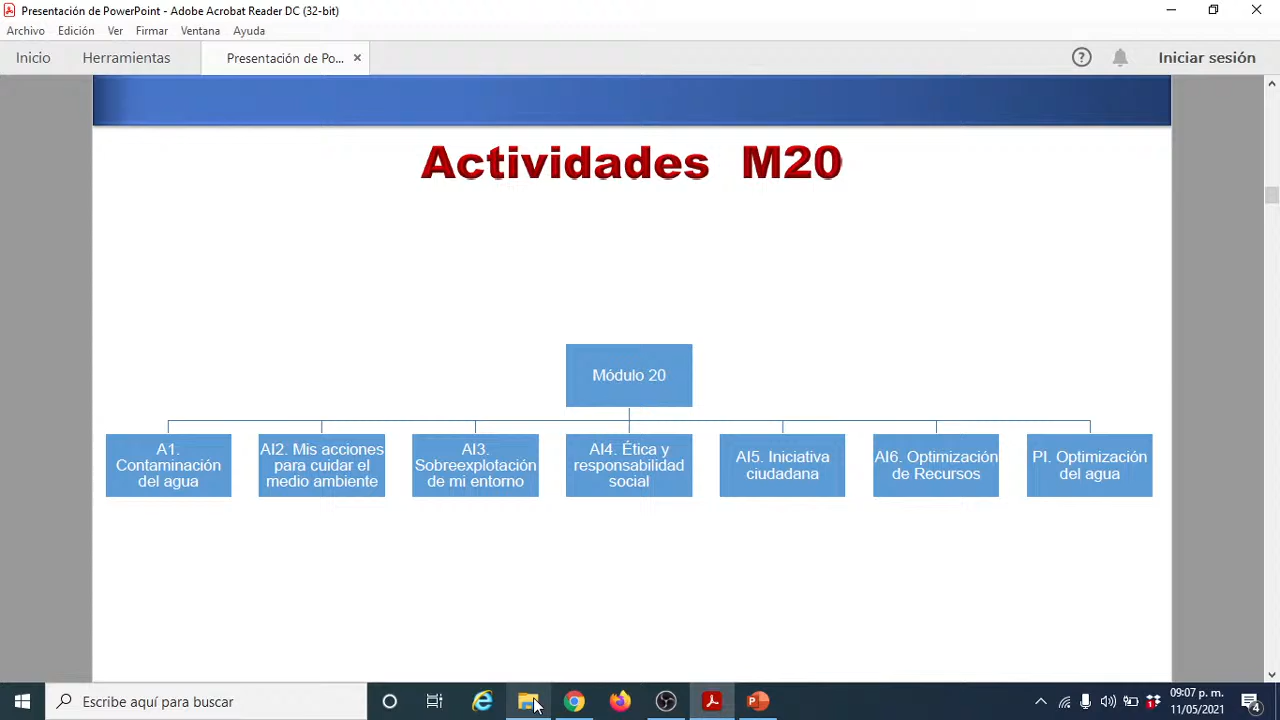 Presentación de PowerPoint - Adobe Acrobat Reader DC (32-bit)
Archivo Edición Ver Firmar Ventana Ayuda
Inicio Herramientas Presentación de Po... Iniciar sesión
Actividades M20
Módulo 20
A1.
Contaminación
del agua
AI2. Mis acciones
para cuidar el
medio ambiente
AI3.
Sobreexplotación
de mi entorno
AI4. Ética y
responsabilidad
social
AI5. Iniciativa
ciudadana
AI6. Optimización
de Recursos
PI. Optimización
del agua
Escribe aquí para buscar
09:07 p. m.
11/05/2021
1
4